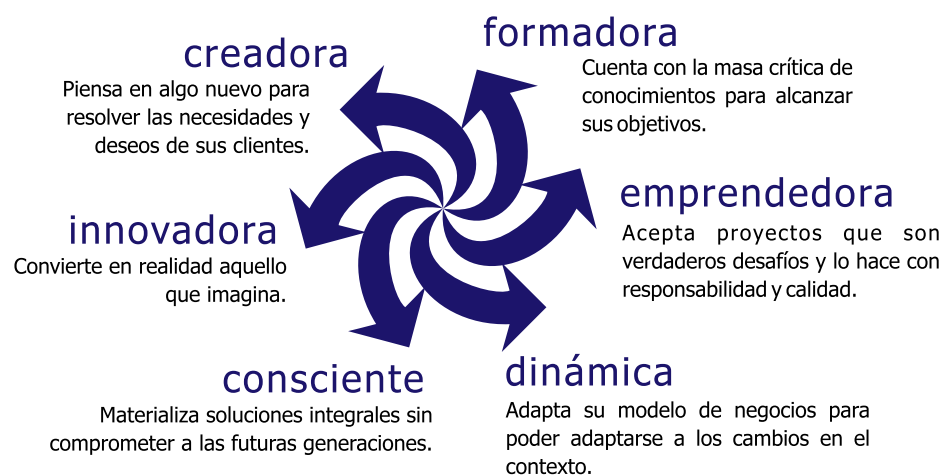 creadora
Piensa en algo nuevo para
resolver las necesidades y
deseos de sus clientes.
formadora
Cuenta con la masa crítica de
conocimientos para alcanzar
sus objetivos.
innovadora
Convierte en realidad aquello
que imagina.
emprendedora
Acepta proyectos que son
verdaderos desafíos y lo hace con
responsabilidad y calidad.
consciente
Materializa soluciones integrales sin
comprometer a las futuras generaciones.
dinámica
Adapta su modelo de negocios para
poder adaptarse a los cambios en el
contexto.